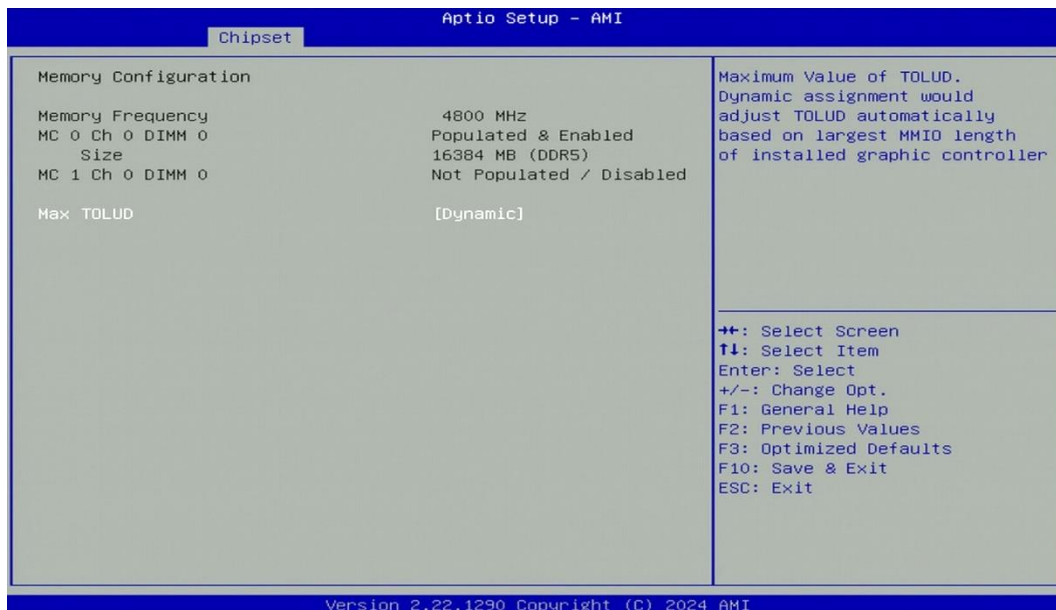 Aptio Setup – AMI
Chipset
Memory Configuration
Memory Frequency 4800 MHz
MC 0 Ch 0 DIMM 0 Populated & Enabled
Size 16384 MB (DDR5)
MC 1 Ch 0 DIMM 0 Not Populated / Disabled
Max TOLUD [Dynamic]
Maximum Value of TOLUD.
Dynamic assignment would
adjust TOLUD automatically
based on largest MMIO length
of installed graphic controller
→←: Select Screen
↑↓: Select Item
Enter: Select
+/-: Change Opt.
F1: General Help
F2: Previous Values
F3: Optimized Defaults
F10: Save & Exit
ESC: Exit
Version 2.22.1290 Copyright (C) 2024 AMI